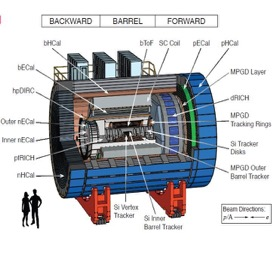 BACKWARD BARREL FORWARD
bHCal
bToF
SC Coil
pECal
pHCal
bECal
hpDIRC
Outer nECal
Inner nECal
pfRICH
nHCal
MPGD Layer
dRICH
MPGD
Tracking Rings
Si Tracker
Disks
MPGD Outer
Barrel Tracker
Si Vertex
Tracker
Si Inner
Barrel Tracker
Beam Directions:
p/A e-